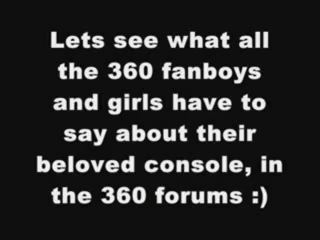 Lets see what all
the 360 fanboys
and girls have to
say about their
beloved console, in
the 360 forums :)